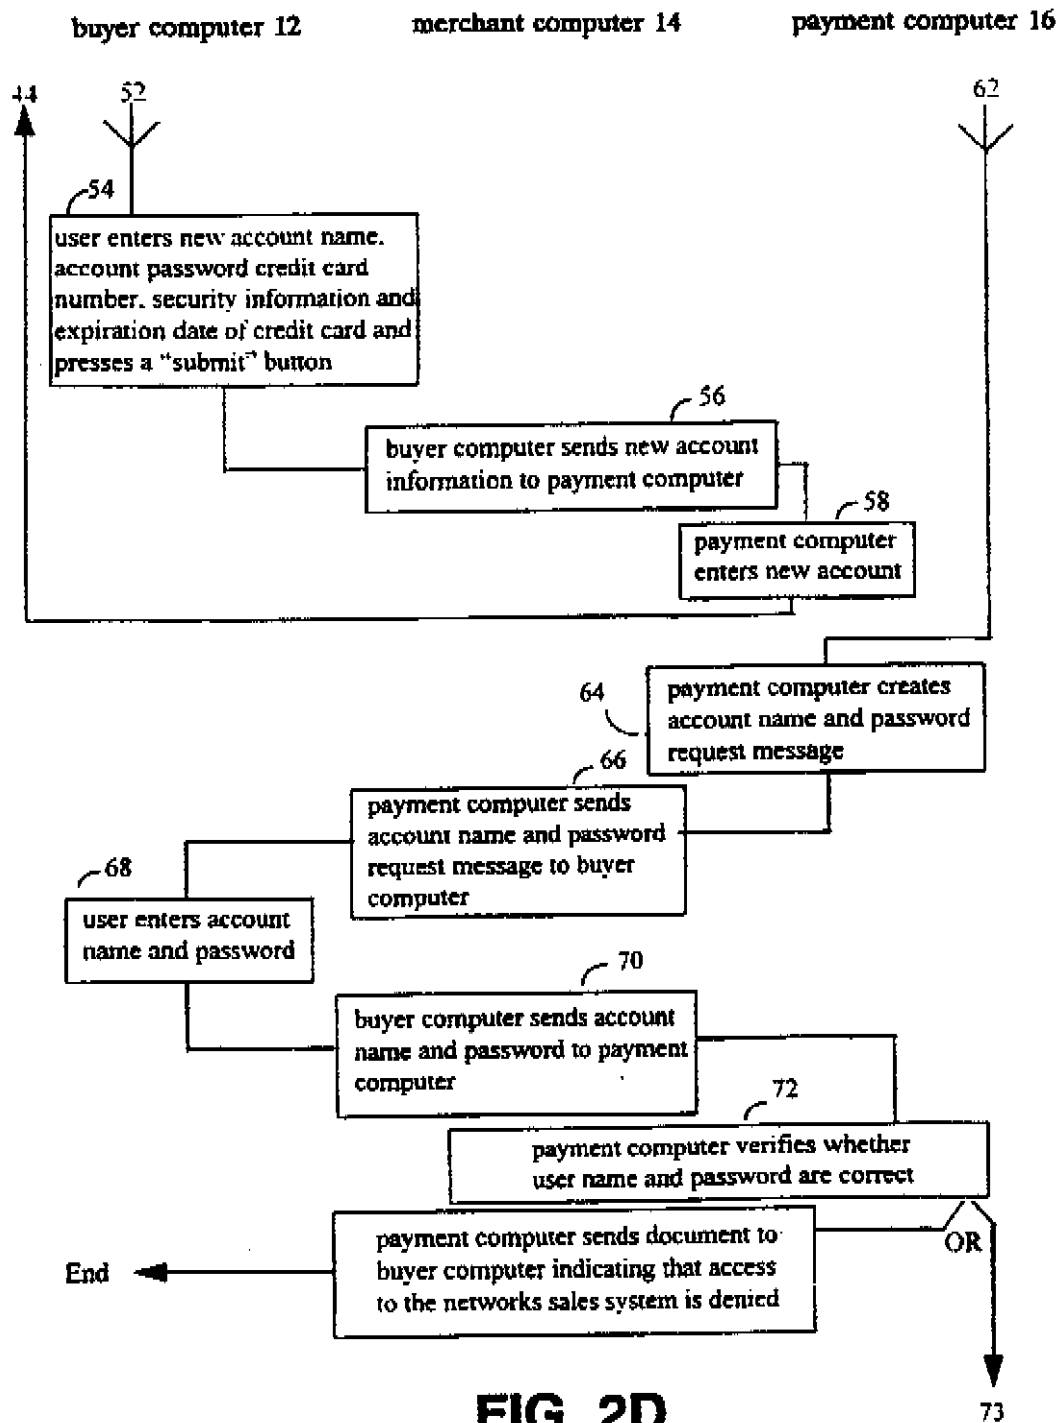 buyer computer 12 merchant computer 14 payment computer 16
44 52 62
54
user enters new account name,
account password credit card
number, security information and
expiration date of credit card and
presses a "submit" button
56
buyer computer sends new account
information to payment computer
58
payment computer
enters new account
64
payment computer creates
account name and password
request message
66
payment computer sends
account name and password
request message to buyer
computer
68
user enters account
name and password
70
buyer computer sends account
name and password to payment
computer
72
payment computer verifies whether
user name and password are correct
OR
payment computer sends document to
buyer computer indicating that access
to the networks sales system is denied
End
73
FIG. 2D